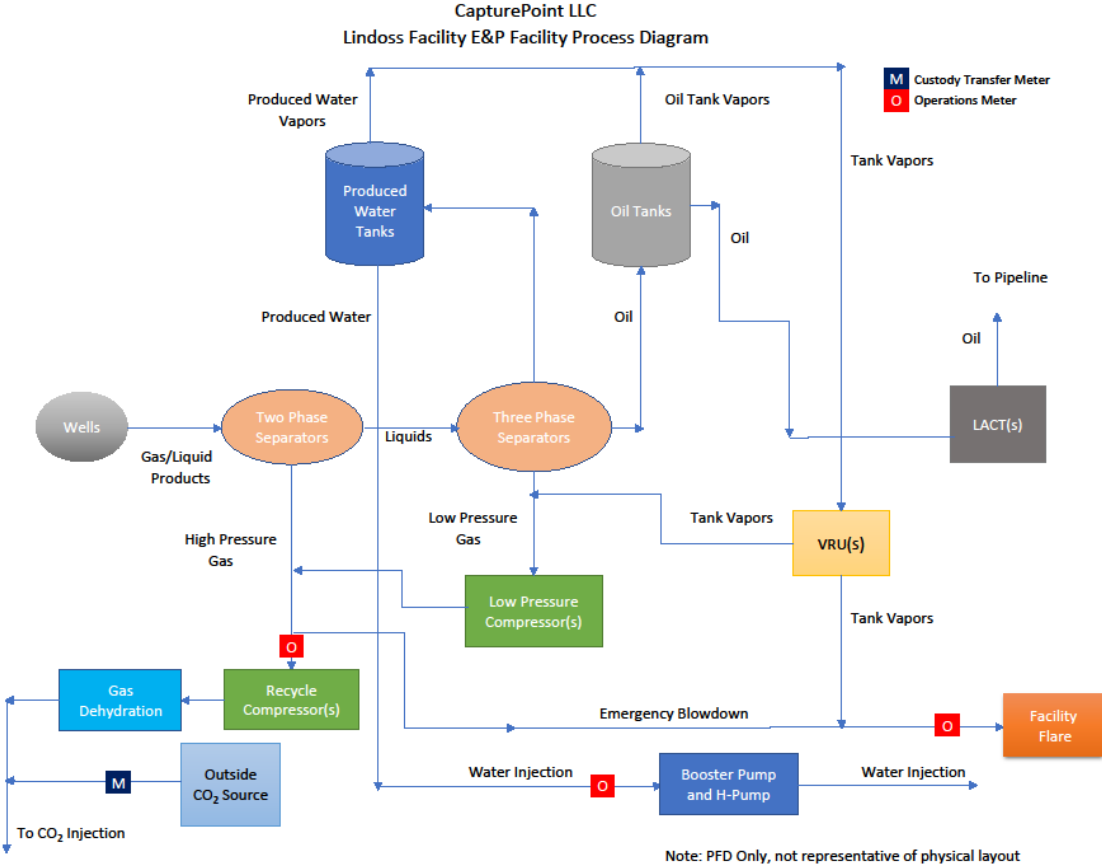 CapturePoint LLC
Lindoss Facility E&P Facility Process Diagram
M Custody Transfer Meter
O Operations Meter
Produced Water
Vapors
Oil Tank Vapors
Tank Vapors
Produced
Water
Tanks
Oil Tanks
Oil
To Pipeline
Produced Water
Oil
Oil
Wells
Two Phase
Separators
Liquids
Three Phase
Separators
LACT(s)
Gas/Liquid
Products
High Pressure
Gas
Low Pressure
Gas
Tank Vapors
VRU(s)
Low Pressure
Compressor(s)
Tank Vapors
O
Gas
Dehydration
Recycle
Compressor(s)
Emergency Blowdown
O
Facility
Flare
M
Outside
CO₂ Source
Water Injection
O
Booster Pump
and H-Pump
Water Injection
To CO₂ Injection
Note: PFD Only, not representative of physical layout